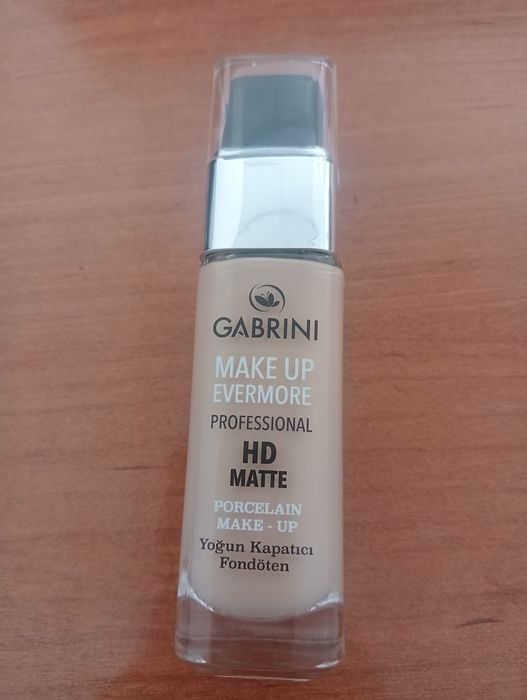 GABRINI
MAKE UP
EVERMORE
PROFESSIONAL
HD
MATTE
PORCELAIN
MAKE - UP
Yoğun Kapatıcı
Fondöten